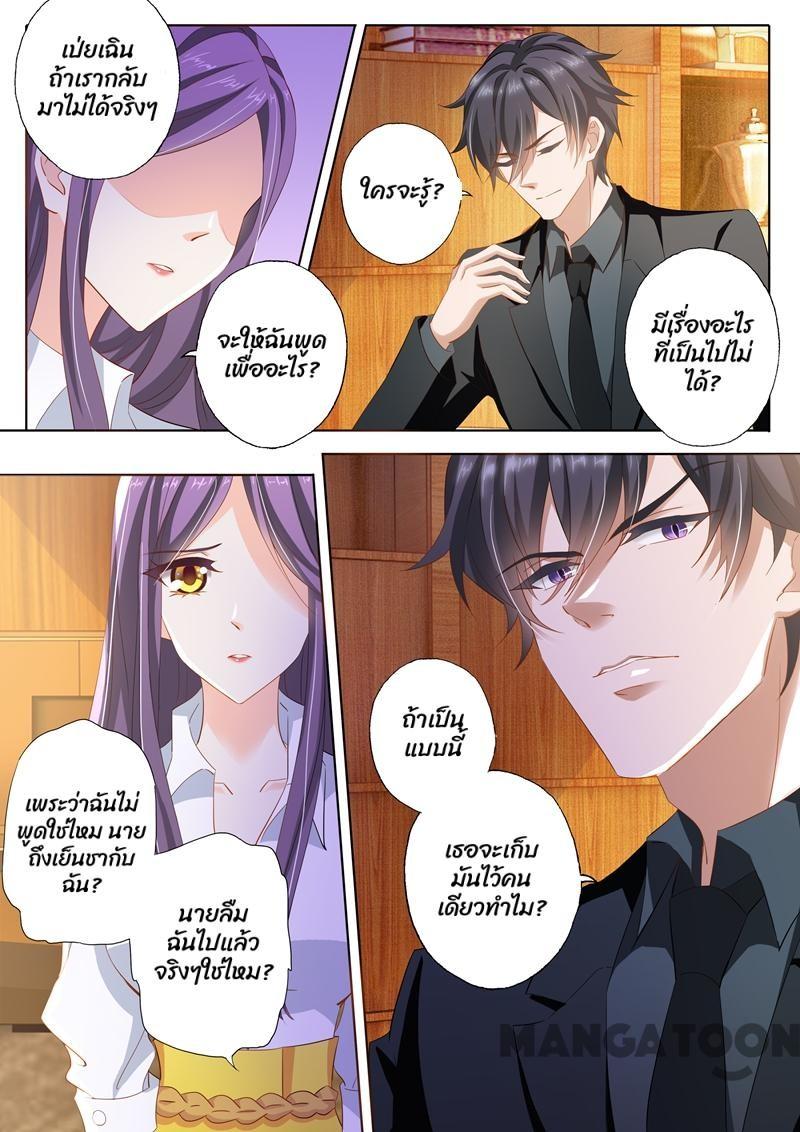 เป่ยเฉิน
ถ้าเรากลับ
มาไม่ได้จริงๆ
จะให้ฉันพูด
เพื่ออะไร?
ใครจะรู้?
มีเรื่องอะไร
ที่เป็นไปไม่
ได้?
เพระว่าฉันไม่
พูดใช่ไหม นาย
ถึงเย็นชากับ
ฉัน?
นายลืม
ฉันไปแล้ว
จริงๆใช่ไหม?
ถ้าเป็น
แบบนี้
เธอจะเก็บ
มันไว้คน
เดียวทำไม?
MANGATOON